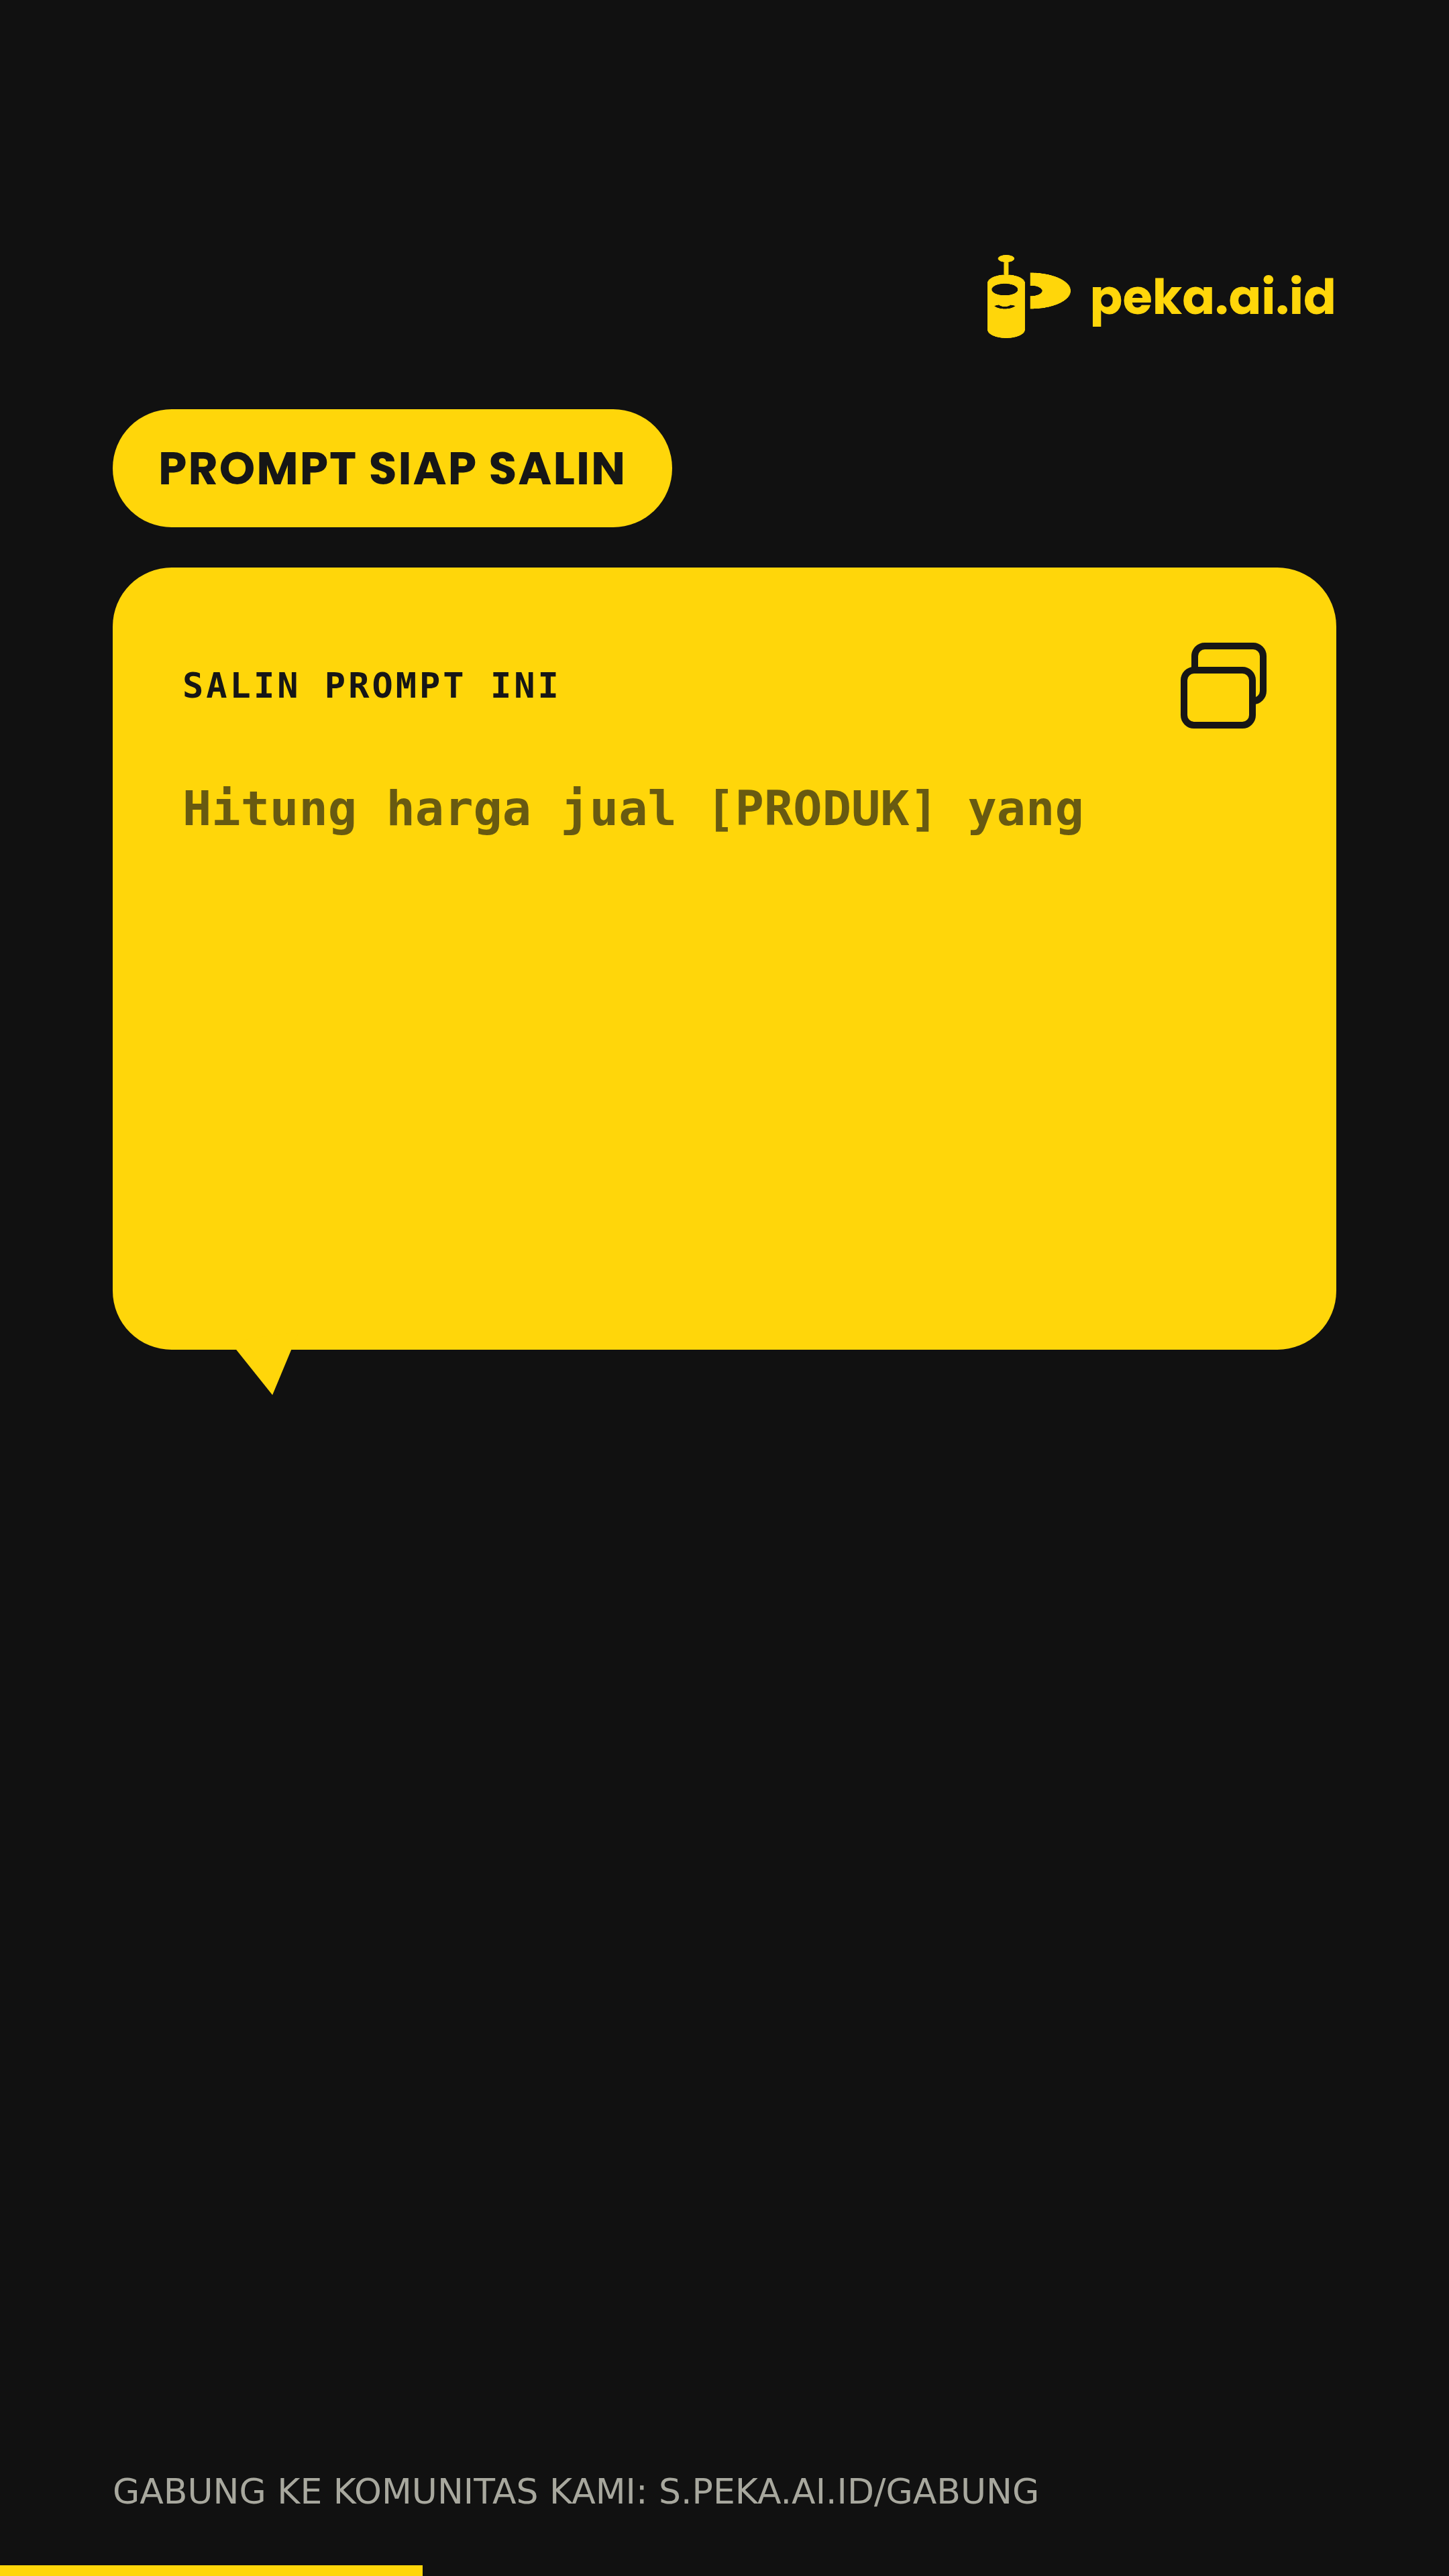 peka.ai.id
PROMPT SIAP SALIN
SALIN PROMPT INI
Hitung harga jual [PRODUK] yang
GABUNG KE KOMUNITAS KAMI: S.PEKA.AI.ID/GABUNG